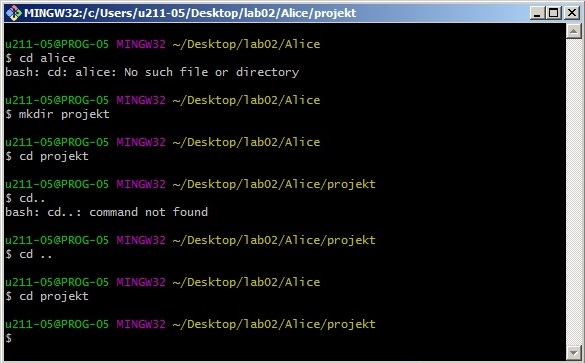 MINGW32:/c/Users/u211-05/Desktop/lab02/Alice/projekt
u211-05@PROG-05 MINGW32 ~/Desktop/lab02/Alice
$ cd alice
bash: cd: alice: No such file or directory
u211-05@PROG-05 MINGW32 ~/Desktop/lab02/Alice
$ mkdir projekt
u211-05@PROG-05 MINGW32 ~/Desktop/lab02/Alice
$ cd projekt
u211-05@PROG-05 MINGW32 ~/Desktop/lab02/Alice/projekt
$ cd..
bash: cd..: command not found
u211-05@PROG-05 MINGW32 ~/Desktop/lab02/Alice/projekt
$ cd ..
u211-05@PROG-05 MINGW32 ~/Desktop/lab02/Alice
$ cd projekt
u211-05@PROG-05 MINGW32 ~/Desktop/lab02/Alice/projekt
$